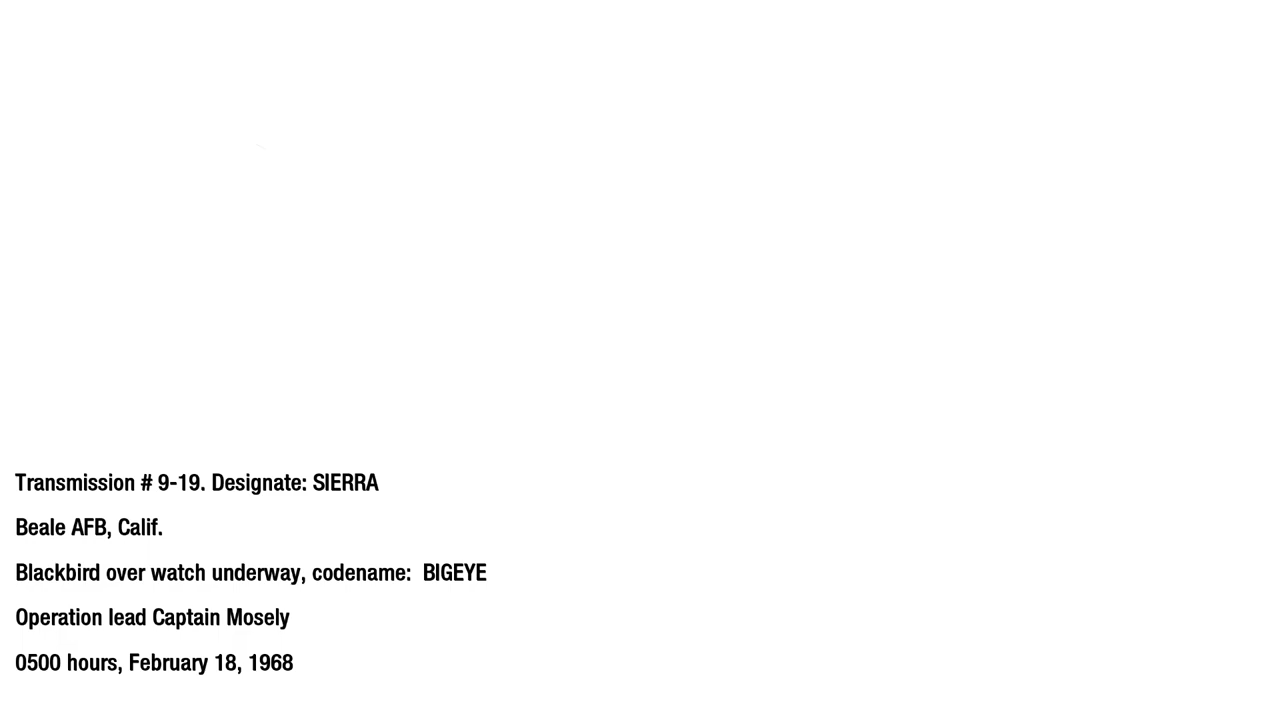 Transmission # 9-19. Designate: SIERRA
Beale AFB, Calif.
Blackbird over watch underway, codename:  BIGEYE
Operation lead Captain Mosely
0500 hours, February 18, 1968